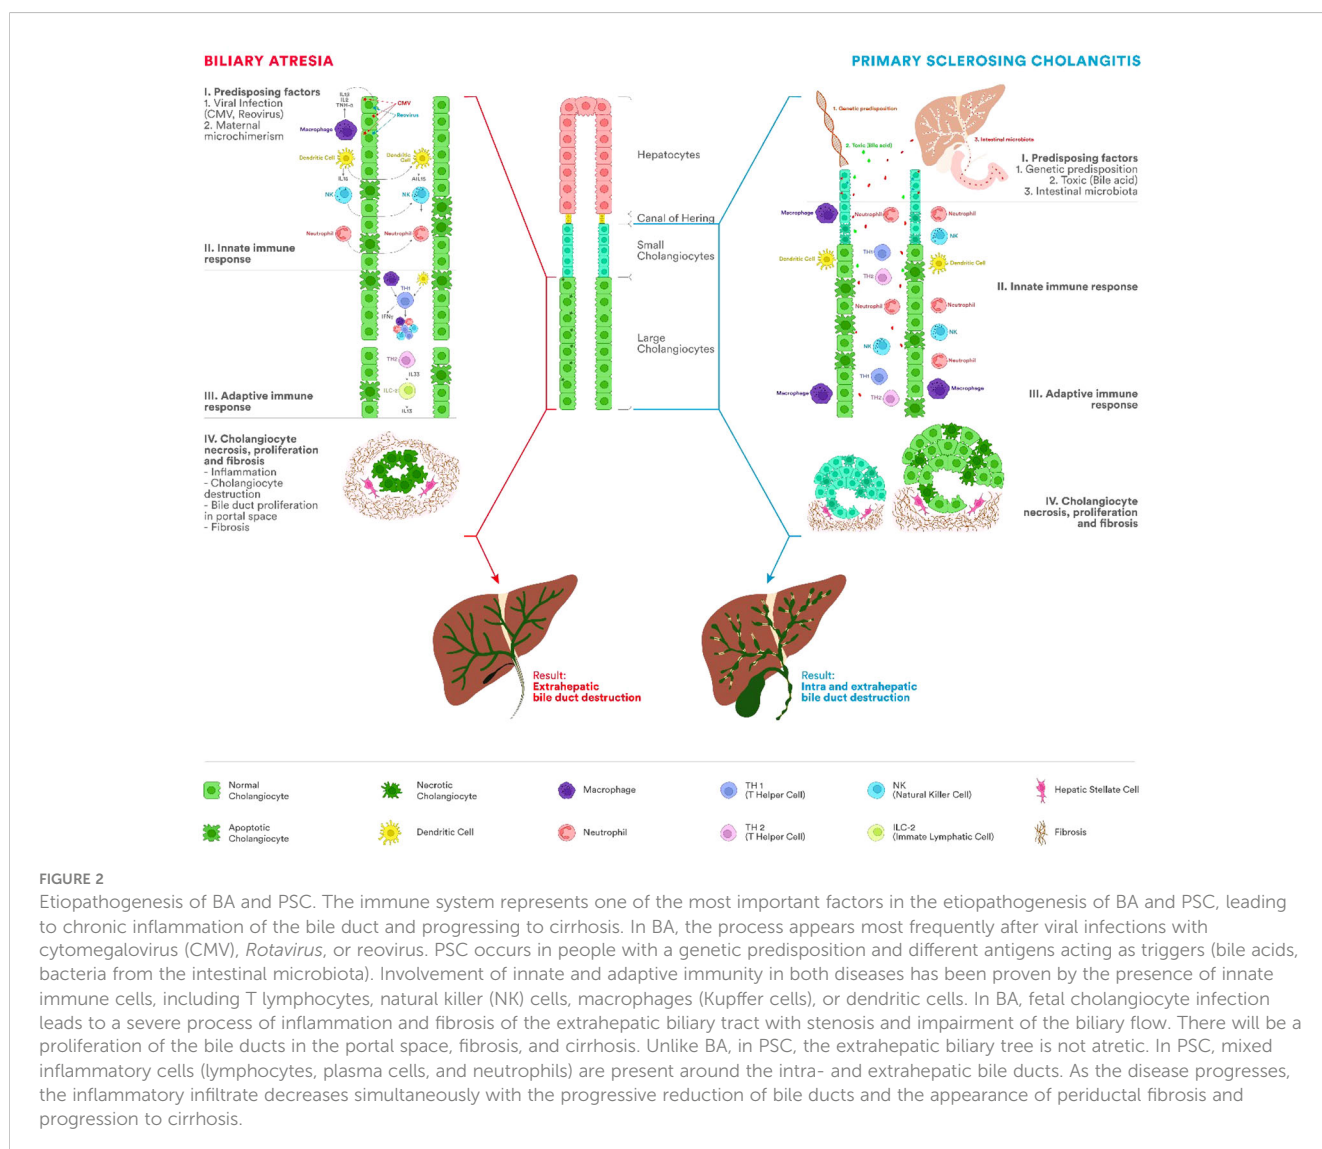 BILIARY ATRESIA
I. Predisposing factors
1. Viral Infection
(CMV, Reovirus)
2. Maternal
microchimerism
IL2
CMV
Reovirus
Macrophage
Dendritic Cell
Dendritic
Cell
NK
NK
Neutrophil
Neutrophil
II. Innate immune
response
TH1
TH2
IL33
ILC-2
IL13
III. Adaptive immune
response
IV. Cholangiocyte
necrosis, proliferation
and fibrosis
- Inflammation
- Cholangiocyte
destruction
- Bile duct proliferation
in portal space
- Fibrosis
Hepatocytes
Canal of Hering
Small
Cholangiocytes
Large
Cholangiocytes
PRIMARY SCLEROSING CHOLANGITIS
1. Genetic predisposition
2. Toxic (Bile acid)
3. Intestinal microbiota
I. Predisposing factors
1. Genetic predisposition
2. Toxic (Bile acid)
3. Intestinal microbiota
Macrophage
Neutrophil
Neutrophil
NK
Dendritic Cell
TH1
Dendritic Cell
TH2
II. Innate immune response
Neutrophil
Neutrophil
NK
NK
Neutrophil
TH1
Macrophage
TH2
Macrophage
III. Adaptive immune
response
IV. Cholangiocyte
necrosis, proliferation
and fibrosis
Result:
Extrahepatic
bile duct destruction
Result:
Intra and extrahepatic
bile duct destruction
Normal
Cholangiocyte
Necrotic
Cholangiocyte
Macrophage
TH 1
(T Helper Cell)
NK
(Natural Killer Cell)
Hepatic Stellate Cell
Apoptotic
Cholangiocyte
Dendritic Cell
Neutrophil
TH 2
(T Helper Cell)
ILC-2
(Immate Lymphatic Cell)
Fibrosis
FIGURE 2
Etiopathogenesis of BA and PSC. The immune system represents one of the most important factors in the etiopathogenesis of BA and PSC, leading
to chronic inflammation of the bile duct and progressing to cirrhosis. In BA, the process appears most frequently after viral infections with
cytomegalovirus (CMV), Rotavirus, or reovirus. PSC occurs in people with a genetic predisposition and different antigens acting as triggers (bile acids,
bacteria from the intestinal microbiota). Involvement of innate and adaptive immunity in both diseases has been proven by the presence of innate
immune cells, including T lymphocytes, natural killer (NK) cells, macrophages (Kupffer cells), or dendritic cells. In BA, fetal cholangiocyte infection
leads to a severe process of inflammation and fibrosis of the extrahepatic biliary tract with stenosis and impairment of the biliary flow. There will be a
proliferation of the bile ducts in the portal space, fibrosis, and cirrhosis. Unlike BA, in PSC, the extrahepatic biliary tree is not atretic. In PSC, mixed
inflammatory cells (lymphocytes, plasma cells, and neutrophils) are present around the intra- and extrahepatic bile ducts. As the disease progresses,
the inflammatory infiltrate decreases simultaneously with the progressive reduction of bile ducts and the appearance of periductal fibrosis and
progression to cirrhosis.